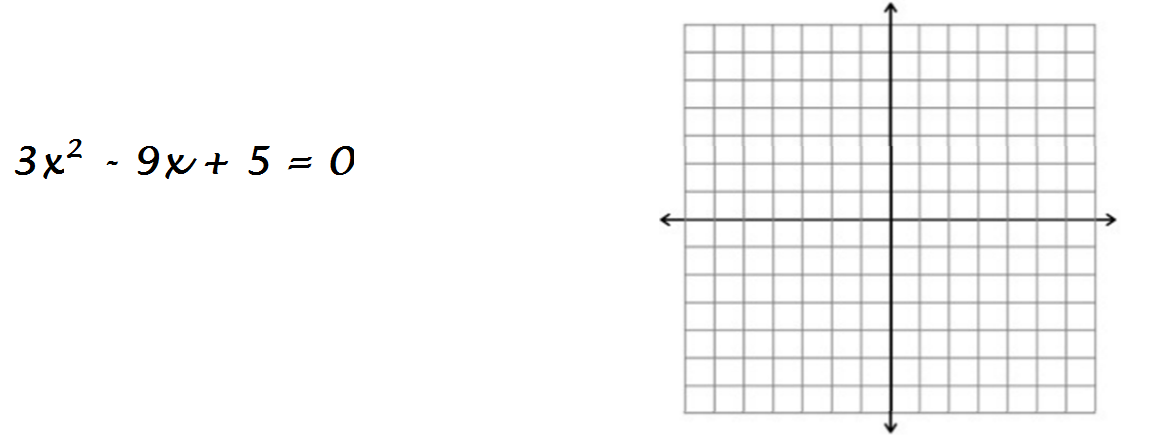 3x² - 9x + 5 = 0